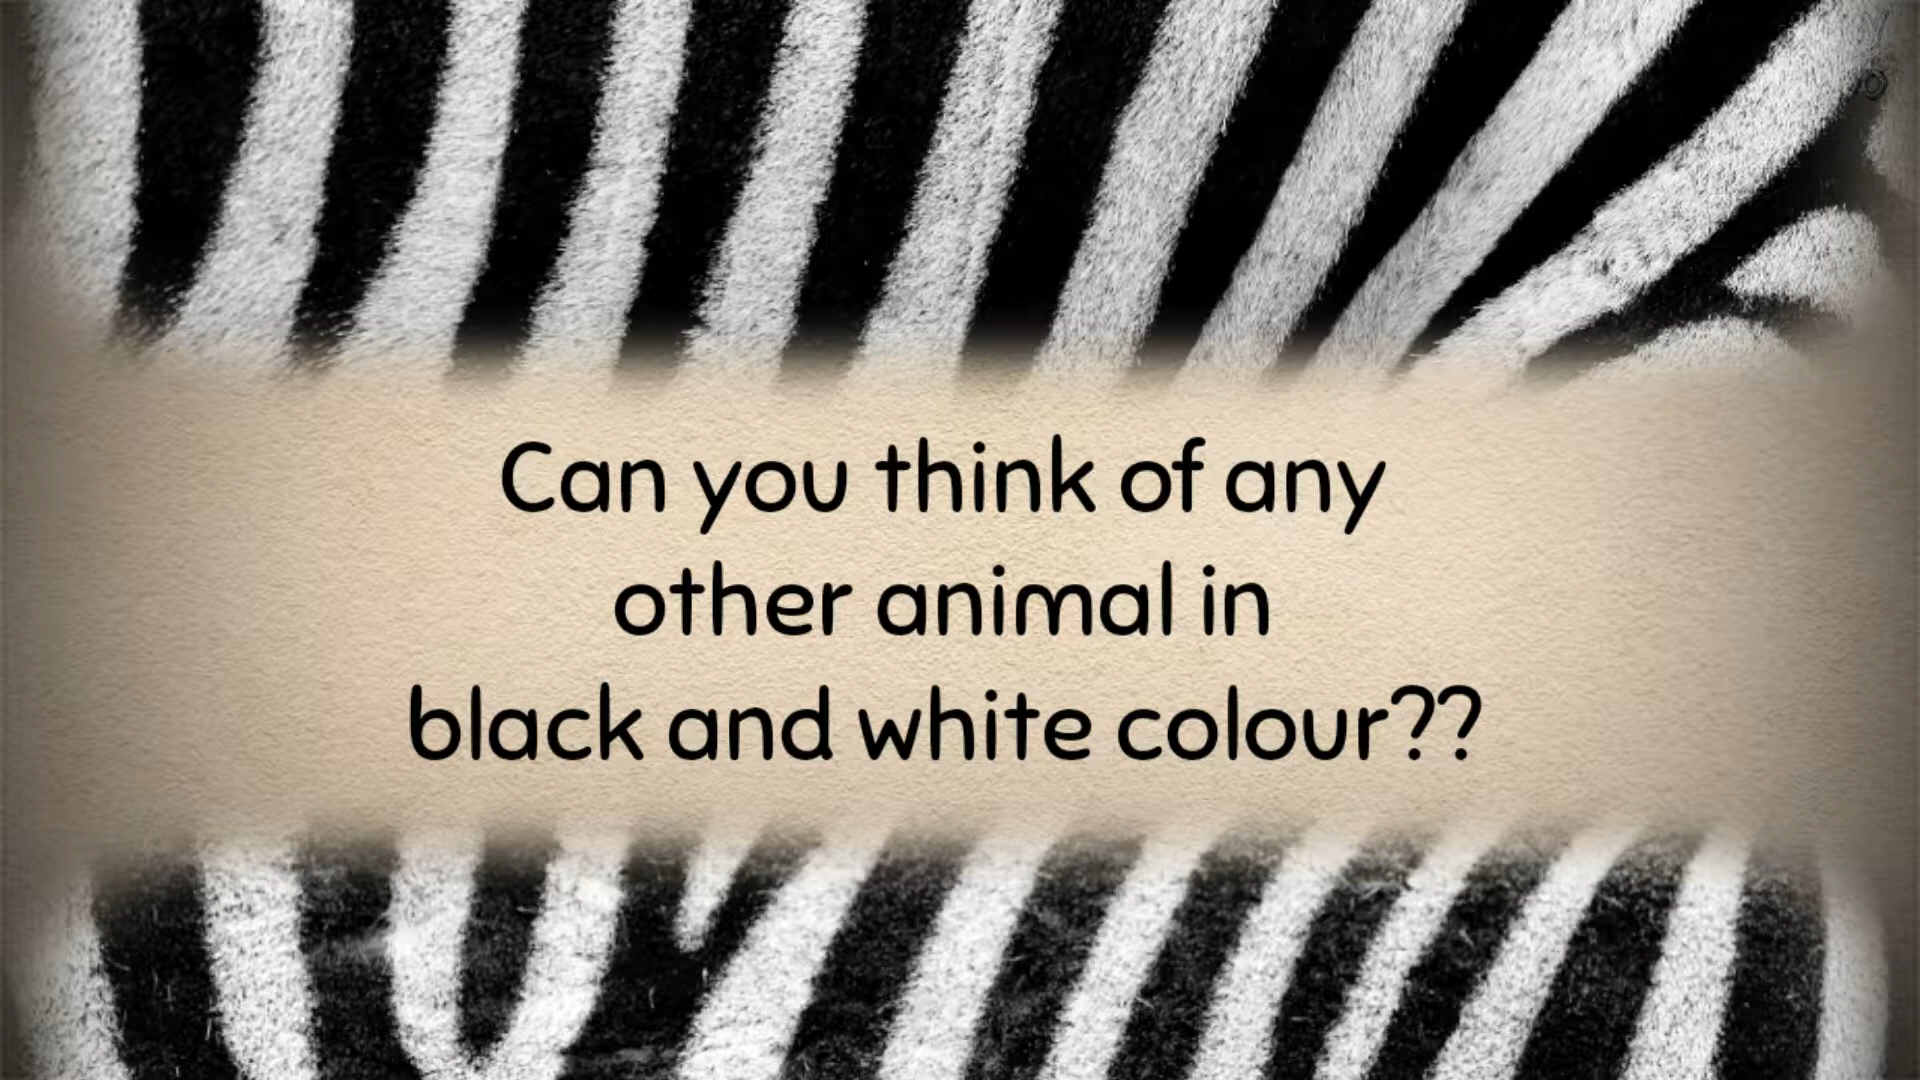 Can you think of any
other animal in
black and white colour??